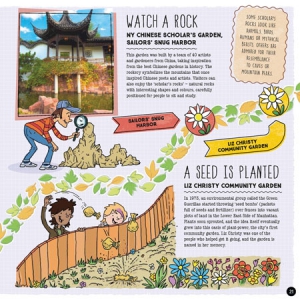 WATCH A ROCK
NY CHINESE SCHOLAR'S GARDEN,
SAILORS' SNUG HARBOR
This garden was built by a team of 40 artists
and gardeners from China, taking inspiration
from the best Chinese gardens in history. The
rockery symbolizes the mountains that once
inspired Chinese poets and artists. Visitors can
also enjoy the 'scholar's rocks' – natural rocks
with interesting shapes and colours, carefully
positioned for people to sit and study.
SOME SCHOLAR'S
ROCKS LOOK LIKE
ANIMALS, BIRDS,
HUMANS OR MYTHICAL
BEASTS. OTHERS ARE
ADMIRED FOR THEIR
RESEMBLANCE
TO CAVES OR
MOUNTAIN PEAKS.
SAILORS' SNUG
HARBOR
LIZ CHRISTY
COMMUNITY GARDEN
A SEED IS PLANTED
LIZ CHRISTY COMMUNITY GARDEN
In 1973, an environmental group called the Green
Guerillas started throwing 'seed bombs' (packets
full of seeds and fertilizer) over fences into vacant
plots of land in the Lower East Side of Manhattan.
Plants soon sprouted, and the idea itself eventually
grew into this oasis of plant power, the city's first
community garden. Liz Christy was one of the
people who helped get it going, and the garden is
named in her memory.